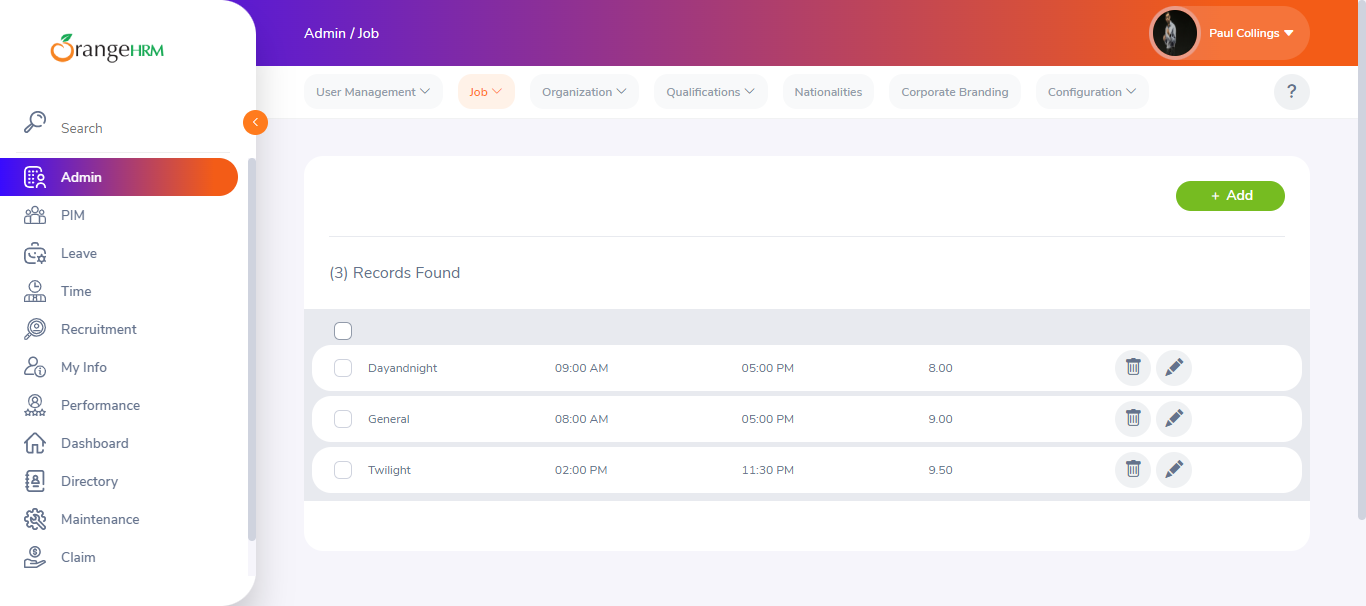 OrangeHRM
Admin / Job
Paul Collings
User Management
Job
Organization
Qualifications
Nationalities
Corporate Branding
Configuration
?
Search
Admin
PIM
Leave
Time
Recruitment
My Info
Performance
Dashboard
Directory
Maintenance
Claim
+ Add
(3) Records Found
Dayandnight 09:00 AM 05:00 PM 8.00
General 08:00 AM 05:00 PM 9.00
Twilight 02:00 PM 11:30 PM 9.50